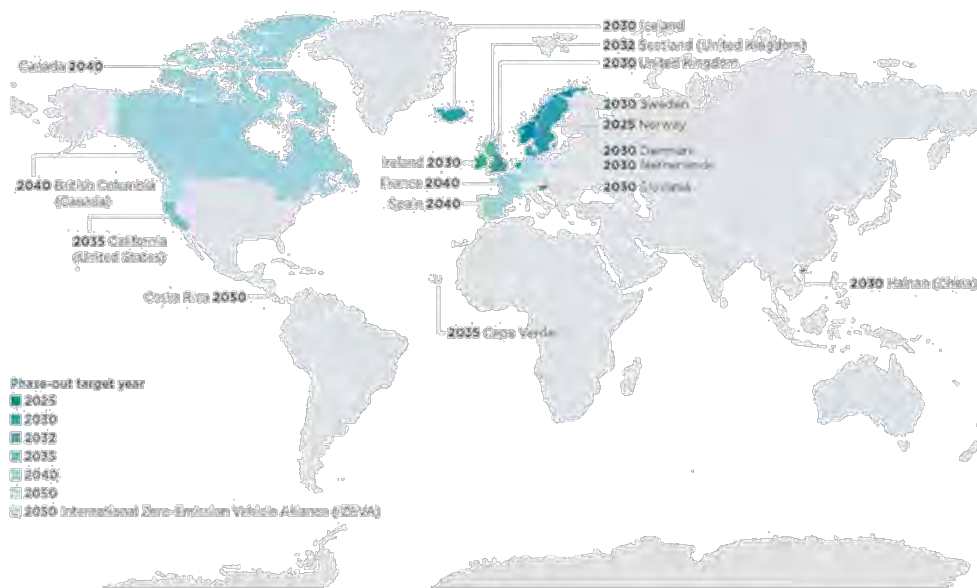 2030 Iceland
2032 Scotland (United Kingdom)
2030 United Kingdom
Canada 2040
2030 Sweden
2025 Norway
2030 Denmark
2030 Netherlands
2030 Slovenia
Ireland 2030
France 2040
Spain 2040
2040 British Columbia
(Canada)
2035 California
(United States)
Costa Rica 2050
2035 Cape Verde
2030 Hainan (China)
Phase-out target year
2025
2030
2032
2035
2040
2050
2050 International Zero-Emission Vehicle Alliance (IZEVA)